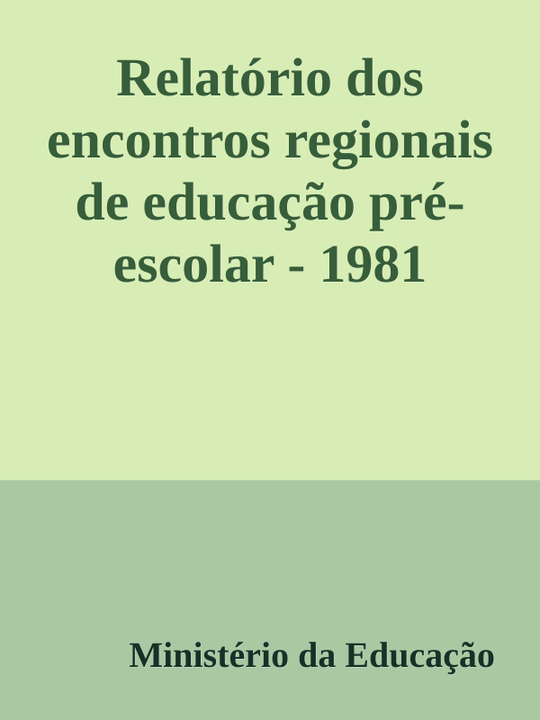 Relatório dos
encontros regionais
de educação pré-
escolar - 1981
Ministério da Educação